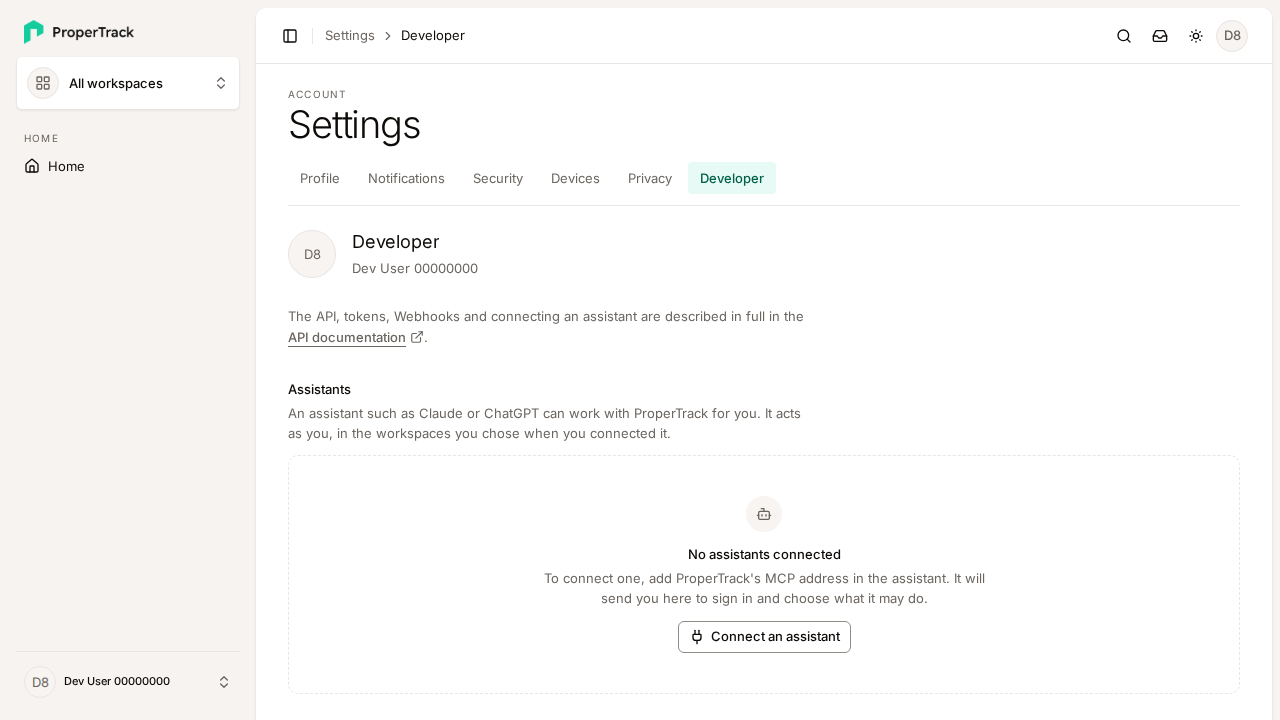 ProperTrack
All workspaces
HOME
Home
D8
Dev User 00000000
Settings
Developer
D8
ACCOUNT
Settings
Profile
Notifications
Security
Devices
Privacy
Developer
D8
Developer
Dev User 00000000
The API, tokens, Webhooks and connecting an assistant are described in full in the
API documentation.
Assistants
An assistant such as Claude or ChatGPT can work with ProperTrack for you. It acts
as you, in the workspaces you chose when you connected it.
No assistants connected
To connect one, add ProperTrack's MCP address in the assistant. It will
send you here to sign in and choose what it may do.
Connect an assistant